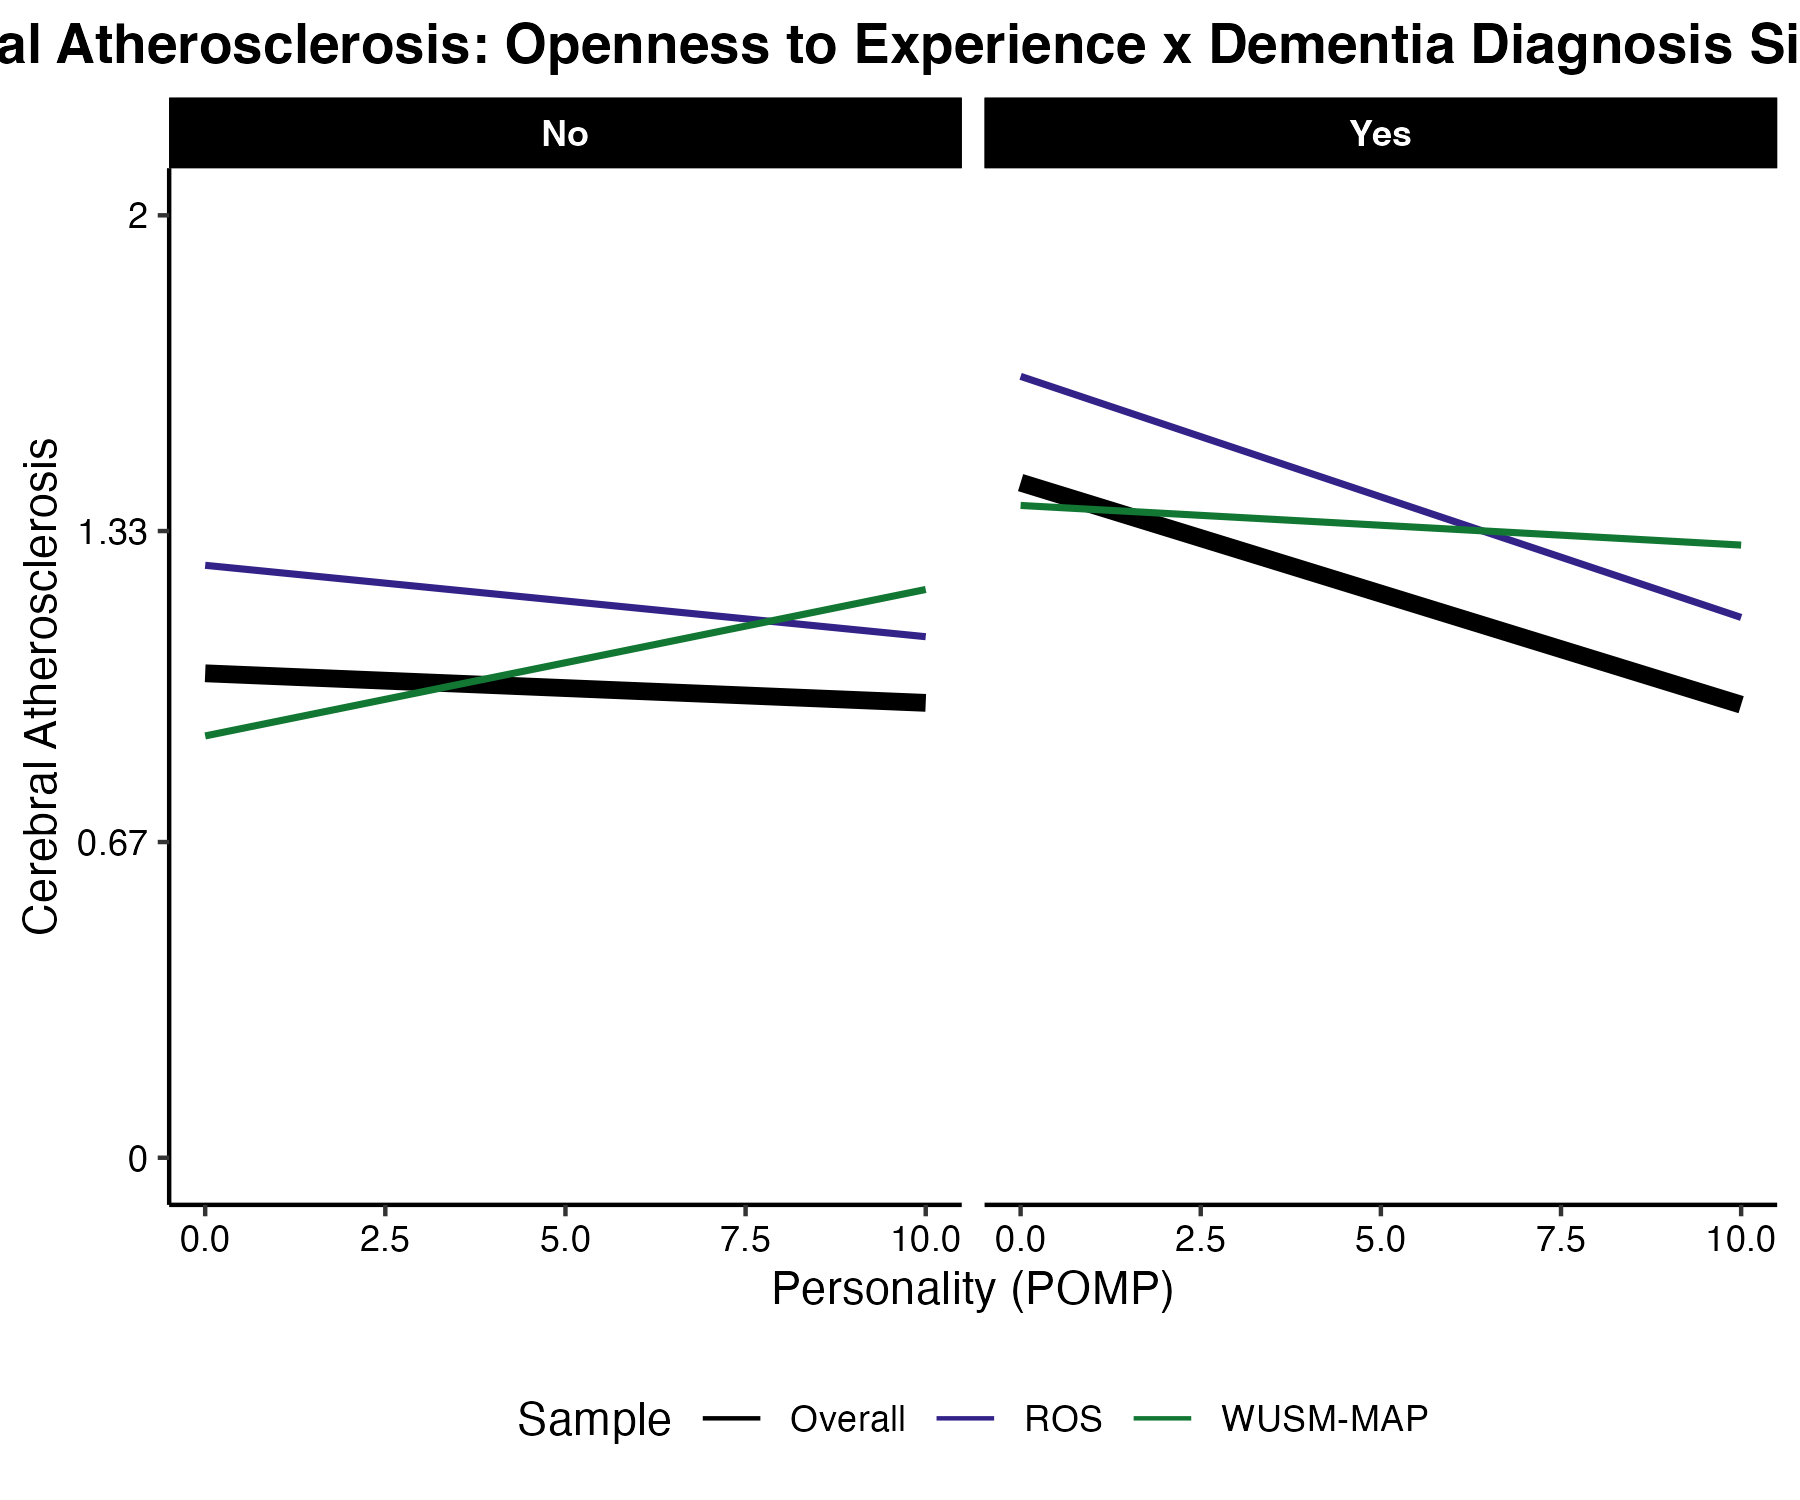 al Atherosclerosis: Openness to Experience x Dementia Diagnosis Si
No
Yes
Cerebral Atherosclerosis
2
1.33
0.67
0
0.0 2.5 5.0 7.5 10.0 0.0 2.5 5.0 7.5 10.0
Personality (POMP)
Sample Overall ROS WUSM-MAP